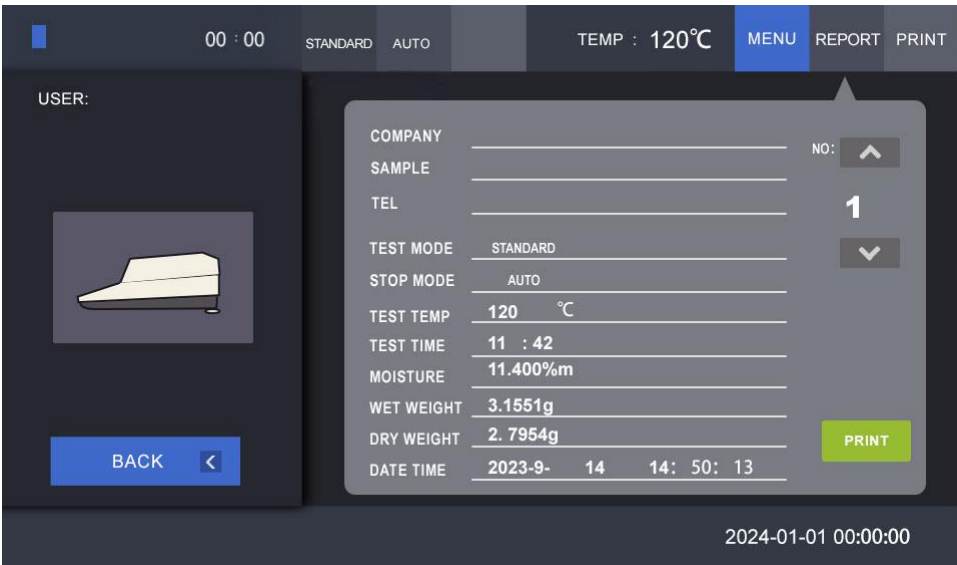 00 : 00 STANDARD AUTO TEMP : 120℃ MENU REPORT PRINT
USER:
COMPANY
NO:
SAMPLE
TEL
1
TEST MODE STANDARD
STOP MODE AUTO
TEST TEMP 120 ℃
TEST TIME 11 : 42
MOISTURE 11.400%m
WET WEIGHT 3.1551g
DRY WEIGHT 2. 7954g
PRINT
DATE TIME 2023-9- 14 14: 50: 13
BACK
2024-01-01 00:00:00